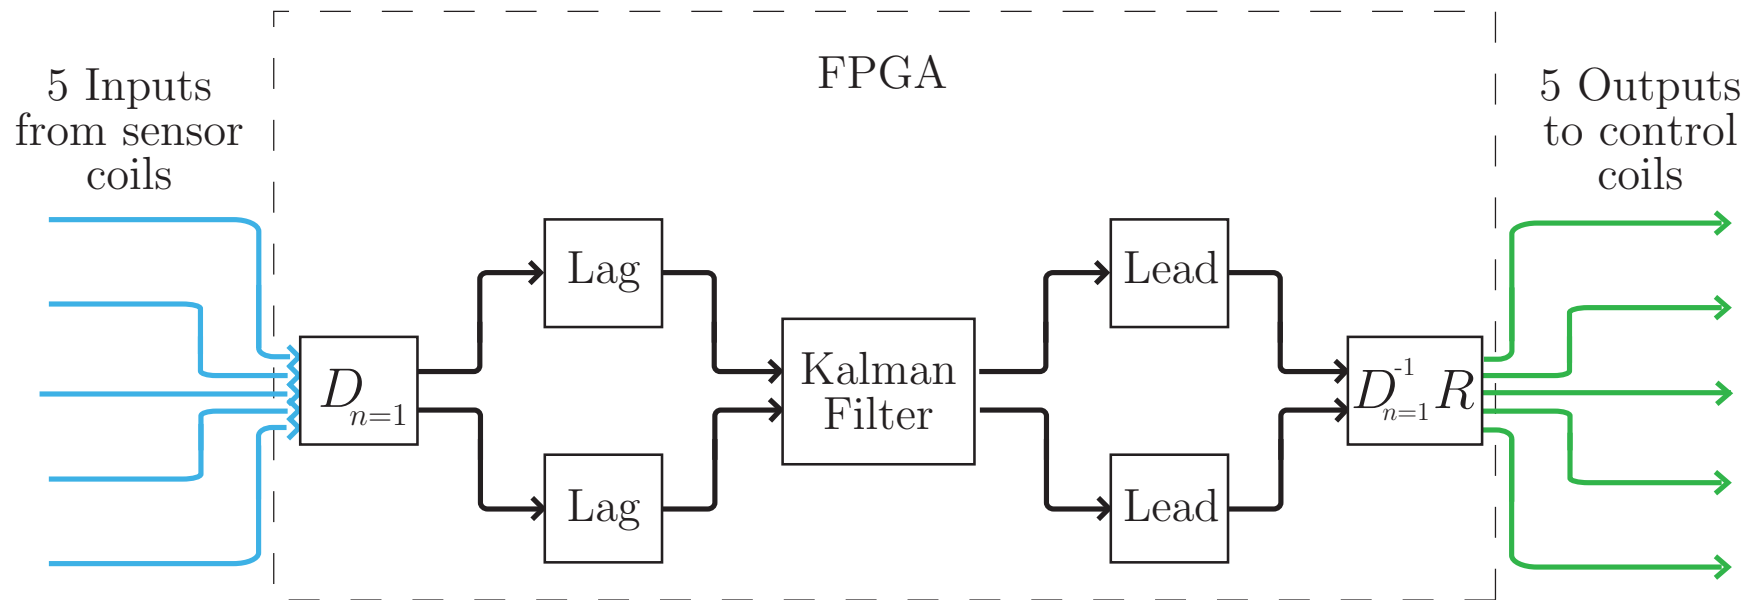 FPGA
5 Inputs
from sensor
coils
5 Outputs
to control
coils
Lag
Lead
D n=1
Kalman
Filter
D -1 n=1 R
Lag
Lead